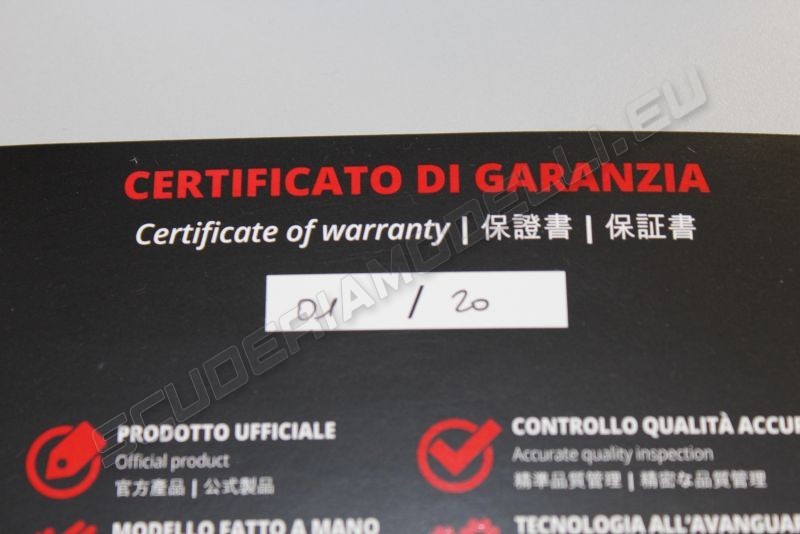 CERTIFICATO DI GARANZIA
Certificate of warranty | 保證書 | 保証書
01 / 20
PRODOTTO UFFICIALE
Official product
官方產品 | 公式製品
CONTROLLO QUALITÀ ACCUR
Accurate quality inspection
精準品質管理 | 精密な品質管理
MODELLO FATTO A MANO
TECNOLOGIA ALL'AVANGUAR
SCUDERIAMODELLI.EU